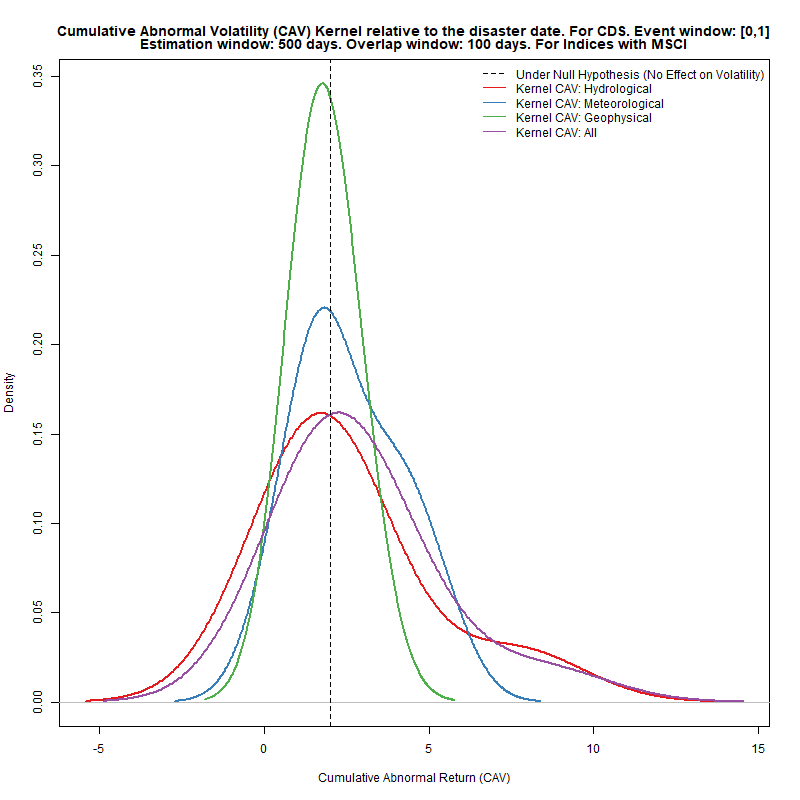 Cumulative Abnormal Volatility (CAV) Kernel relative to the disaster date. For CDS. Event window: [0,1]
Estimation window: 500 days. Overlap window: 100 days. For Indices with MSCI
Under Null Hypothesis (No Effect on Volatility)
Kernel CAV: Hydrological
Kernel CAV: Meteorological
Kernel CAV: Geophysical
Kernel CAV: All
0.35
0.30
0.25
0.20
0.15
0.10
0.05
0.00
Density
-5
0
5
10
15
Cumulative Abnormal Return (CAV)